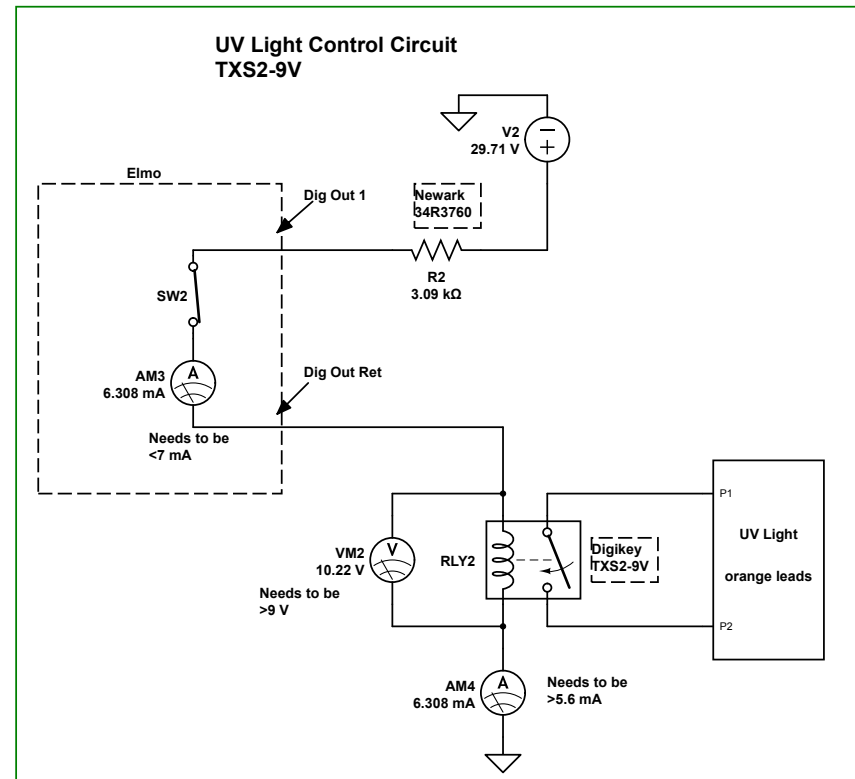 UV Light Control Circuit
TXS2-9V
V2
29.71 V
Elmo
Dig Out 1
Newark
34R3760
R2
3.09 kΩ
SW2
A
AM3
6.308 mA
Dig Out Ret
Needs to be
<7 mA
V
VM2
10.22 V
Needs to be
>9 V
RLY2
Digikey
TXS2-9V
P1
UV Light
orange leads
P2
A
AM4
6.308 mA
Needs to be
>5.6 mA